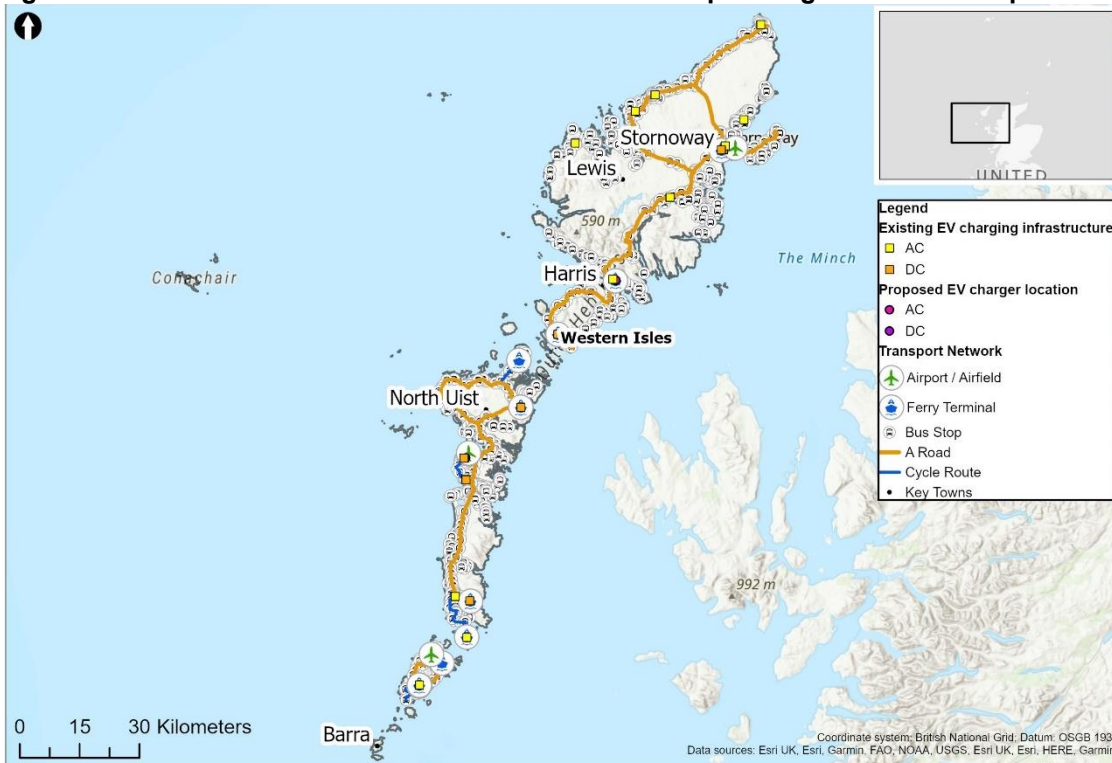 Stornoway
Lewis
590 m
The Minch
Harris
Conachair
Western Isles
North Uist
992 m
Barra
0 15 30 Kilometers
UNITED
Legend
Existing EV charging infrastructure
AC
DC
Proposed EV charger location
AC
DC
Transport Network
Airport / Airfield
Ferry Terminal
Bus Stop
A Road
Cycle Route
Key Towns
Coordinate system: British National Grid; Datum: OSGB 193
Data sources: Esri UK, Esri, Garmin, FAO, NOAA, USGS, Esri UK, Esri, HERE, Garmin